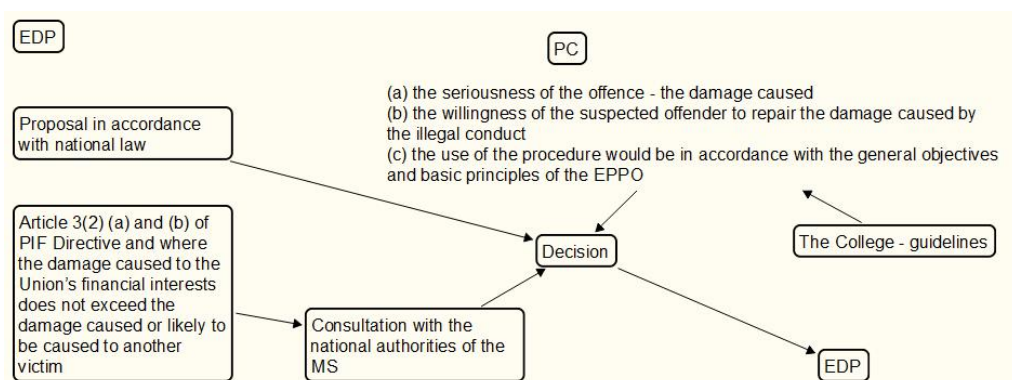 EDP
PC
(a) the seriousness of the offence - the damage caused
(b) the willingness of the suspected offender to repair the damage caused by
the illegal conduct
(c) the use of the procedure would be in accordance with the general objectives
and basic principles of the EPPO
Proposal in accordance
with national law
Article 3(2) (a) and (b) of
PIF Directive and where
the damage caused to the
Union’s financial interests
does not exceed the
damage caused or likely to
be caused to another
victim
Consultation with the
national authorities of the
MS
Decision
The College - guidelines
EDP